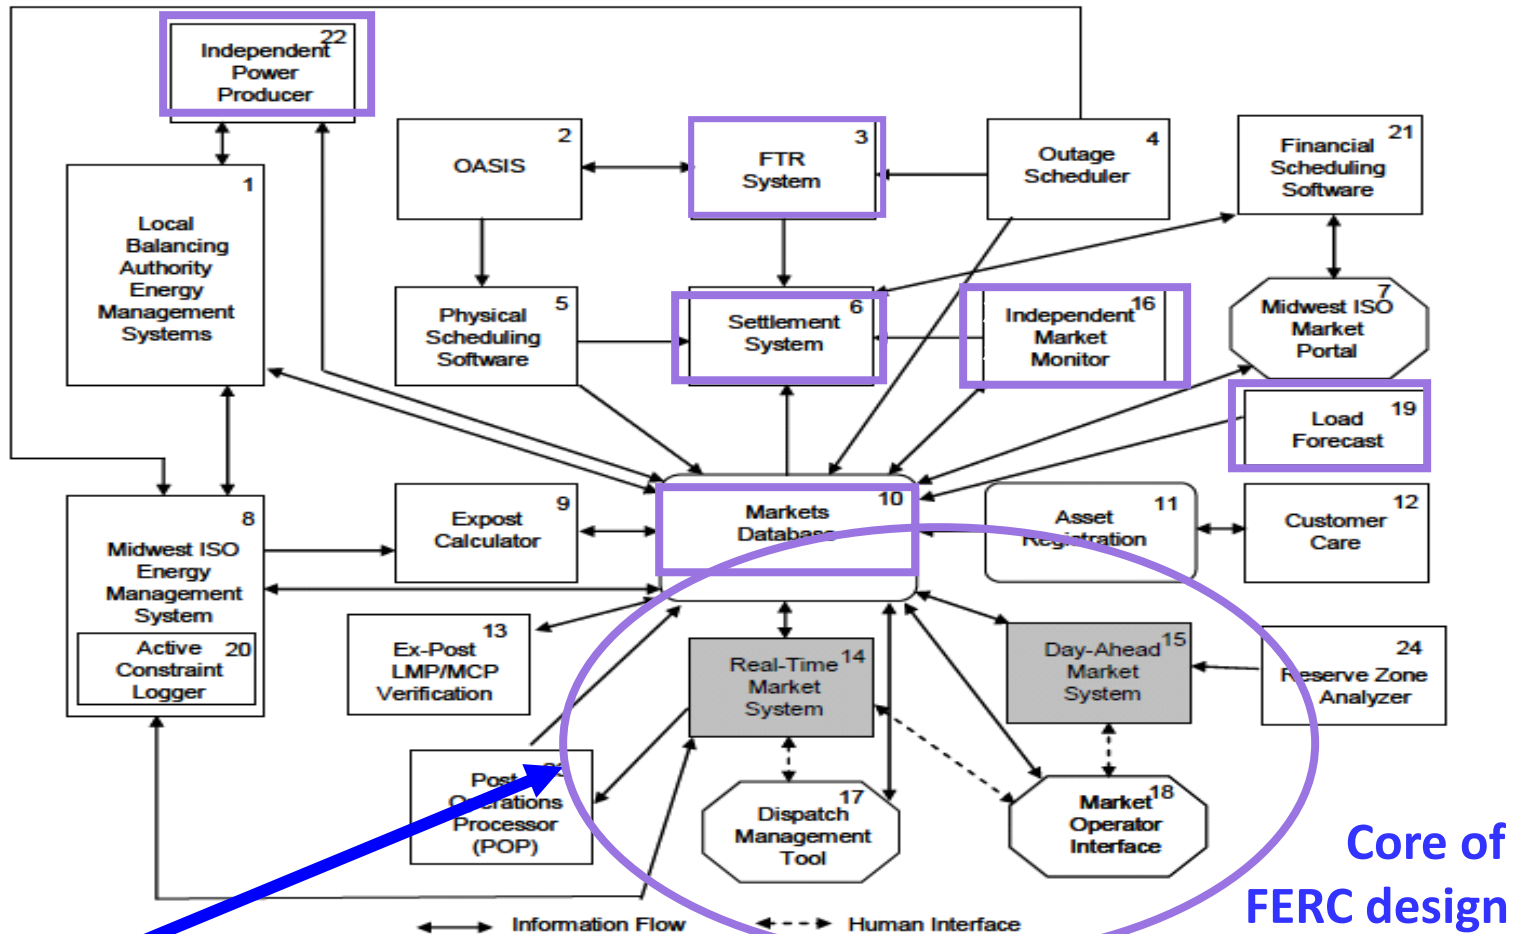 22
Independent
Power
Producer
2
OASIS
3
FTR
System
4
Outage
Scheduler
21
Financial
Scheduling
Software
1
Local
Balancing
Authority
Energy
Management
Systems
5
Physical
Scheduling
Software
6
Settlement
System
16
Independent
Market
Monitor
7
Midwest ISO
Market
Portal
19
Load
Forecast
8
Midwest ISO
Energy
Management
System
20
Active
Constraint
Logger
9
Expost
Calculator
10
Markets
Database
11
Asset
Registration
12
Customer
Care
13
Ex-Post
LMP/MCP
Verification
14
Real-Time
Market
System
15
Day-Ahead
Market
System
24
Reserve Zone
Analyzer
Post
Operations
Processor
(POP)
17
Dispatch
Management
Tool
18
Market
Operator
Interface
Core of
FERC design
Information Flow
Human Interface